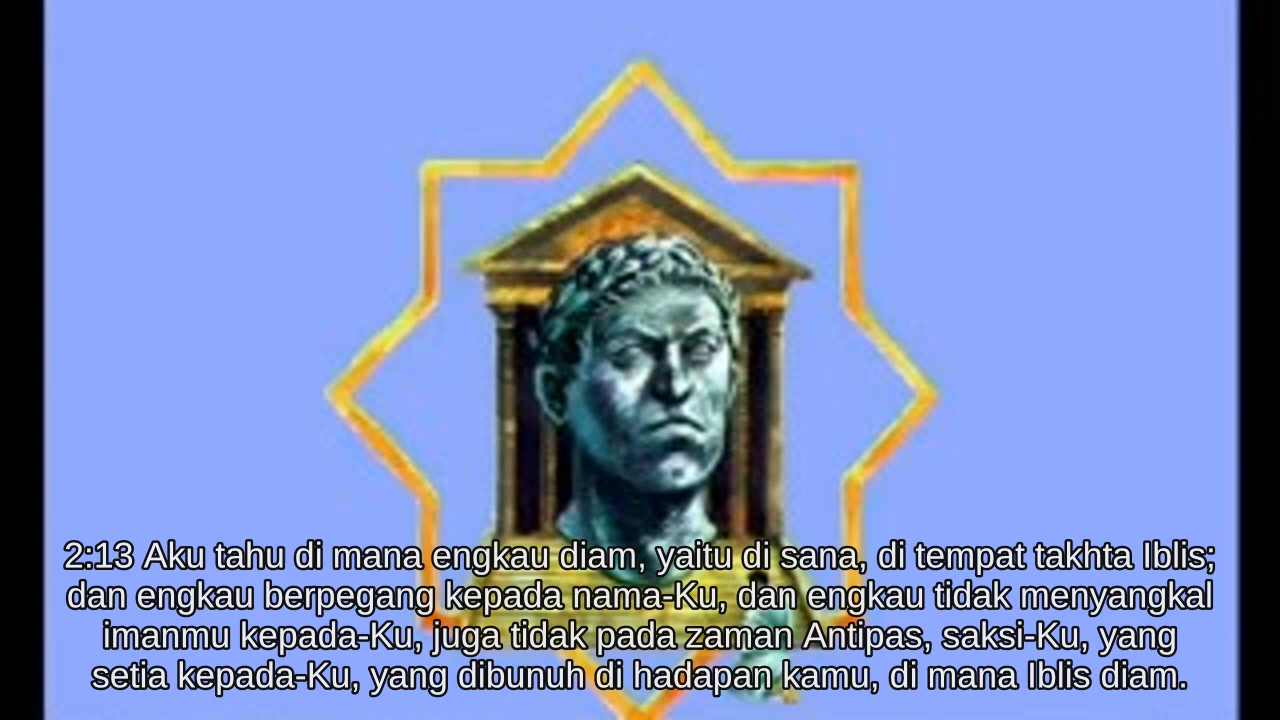 2:13 Aku tahu di mana engkau diam, yaitu di sana, di tempat takhta Iblis;
dan engkau berpegang kepada nama-Ku, dan engkau tidak menyangkal
imanmu kepada-Ku, juga tidak pada zaman Antipas, saksi-Ku, yang
setia kepada-Ku, yang dibunuh di hadapan kamu, di mana Iblis diam.